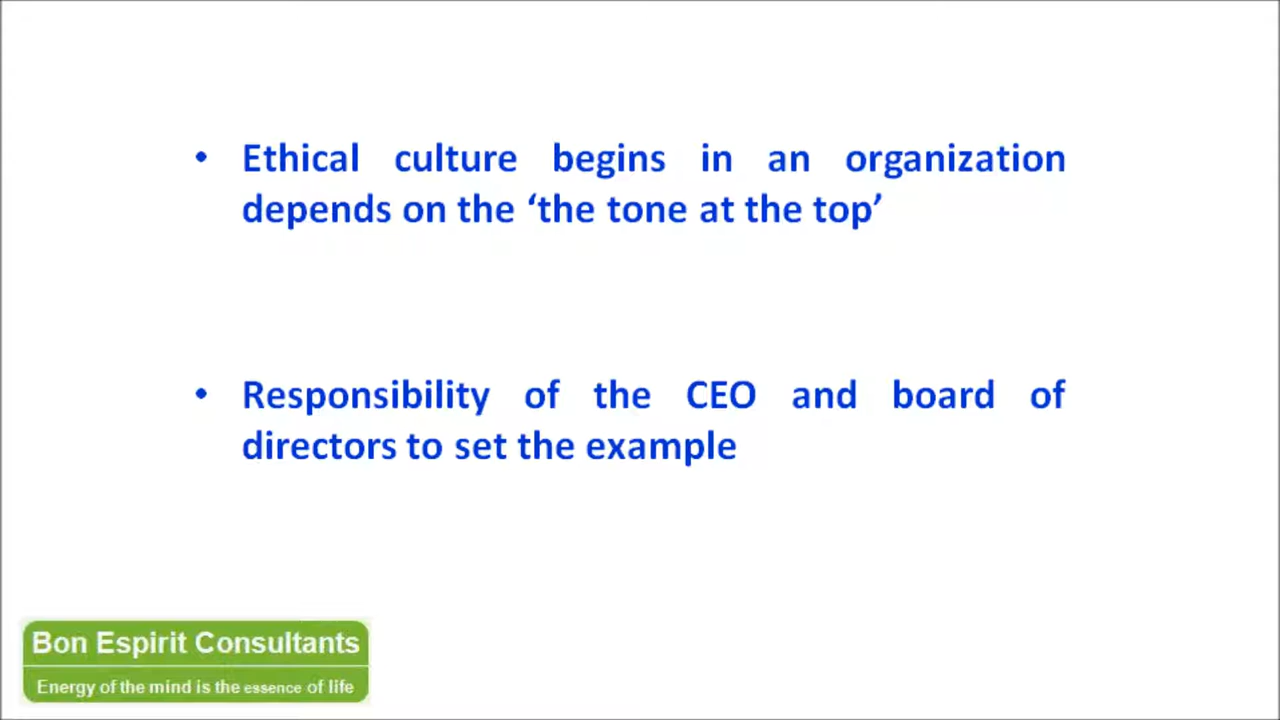 • Ethical culture begins in an organization
depends on the ‘the tone at the top’
• Responsibility of the CEO and board of
directors to set the example
Bon Espirit Consultants
Energy of the mind is the essence of life